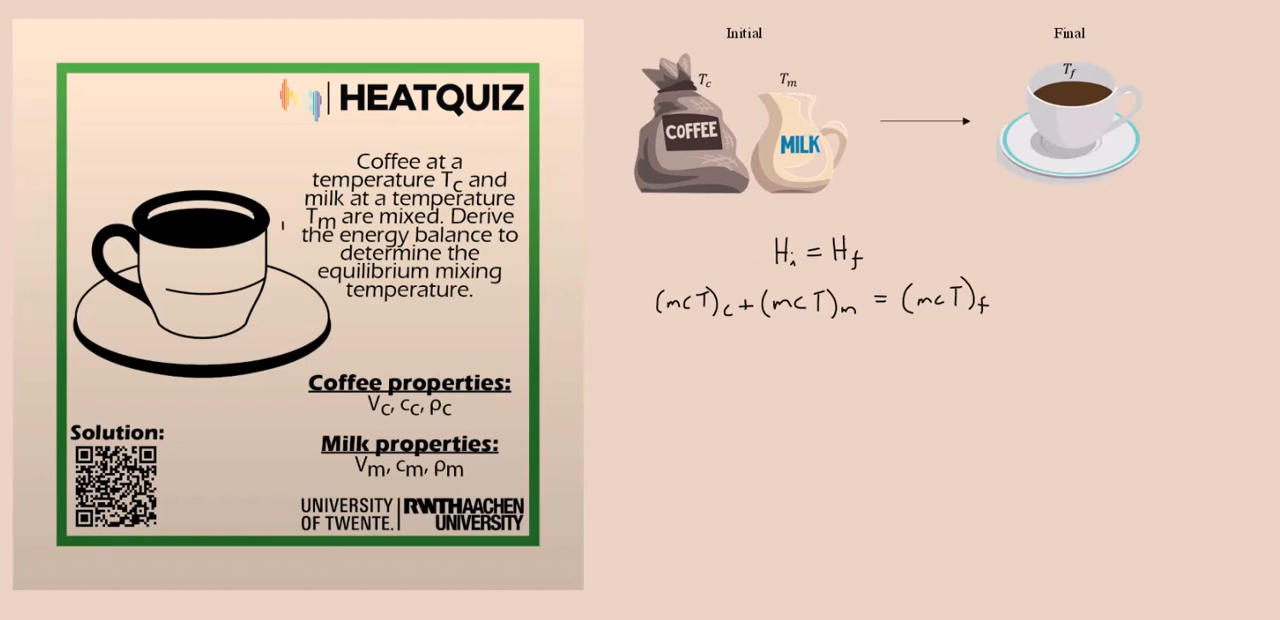 HEATQUIZ
Coffee at a
temperature Tc and
milk at a temperature
Tm are mixed. Derive
the energy balance to
determine the
equilibrium mixing
temperature.
Coffee properties:
Vc, cc, ρc
Milk properties:
Vm, cm, ρm
Solution:
UNIVERSITY
OF TWENTE.
RWTHAACHEN
UNIVERSITY
Initial
Final
Tc
Tm
Tf
COFFEE
MILK
Hi = Hf
(mcT)c + (mcT)m = (mcT)f